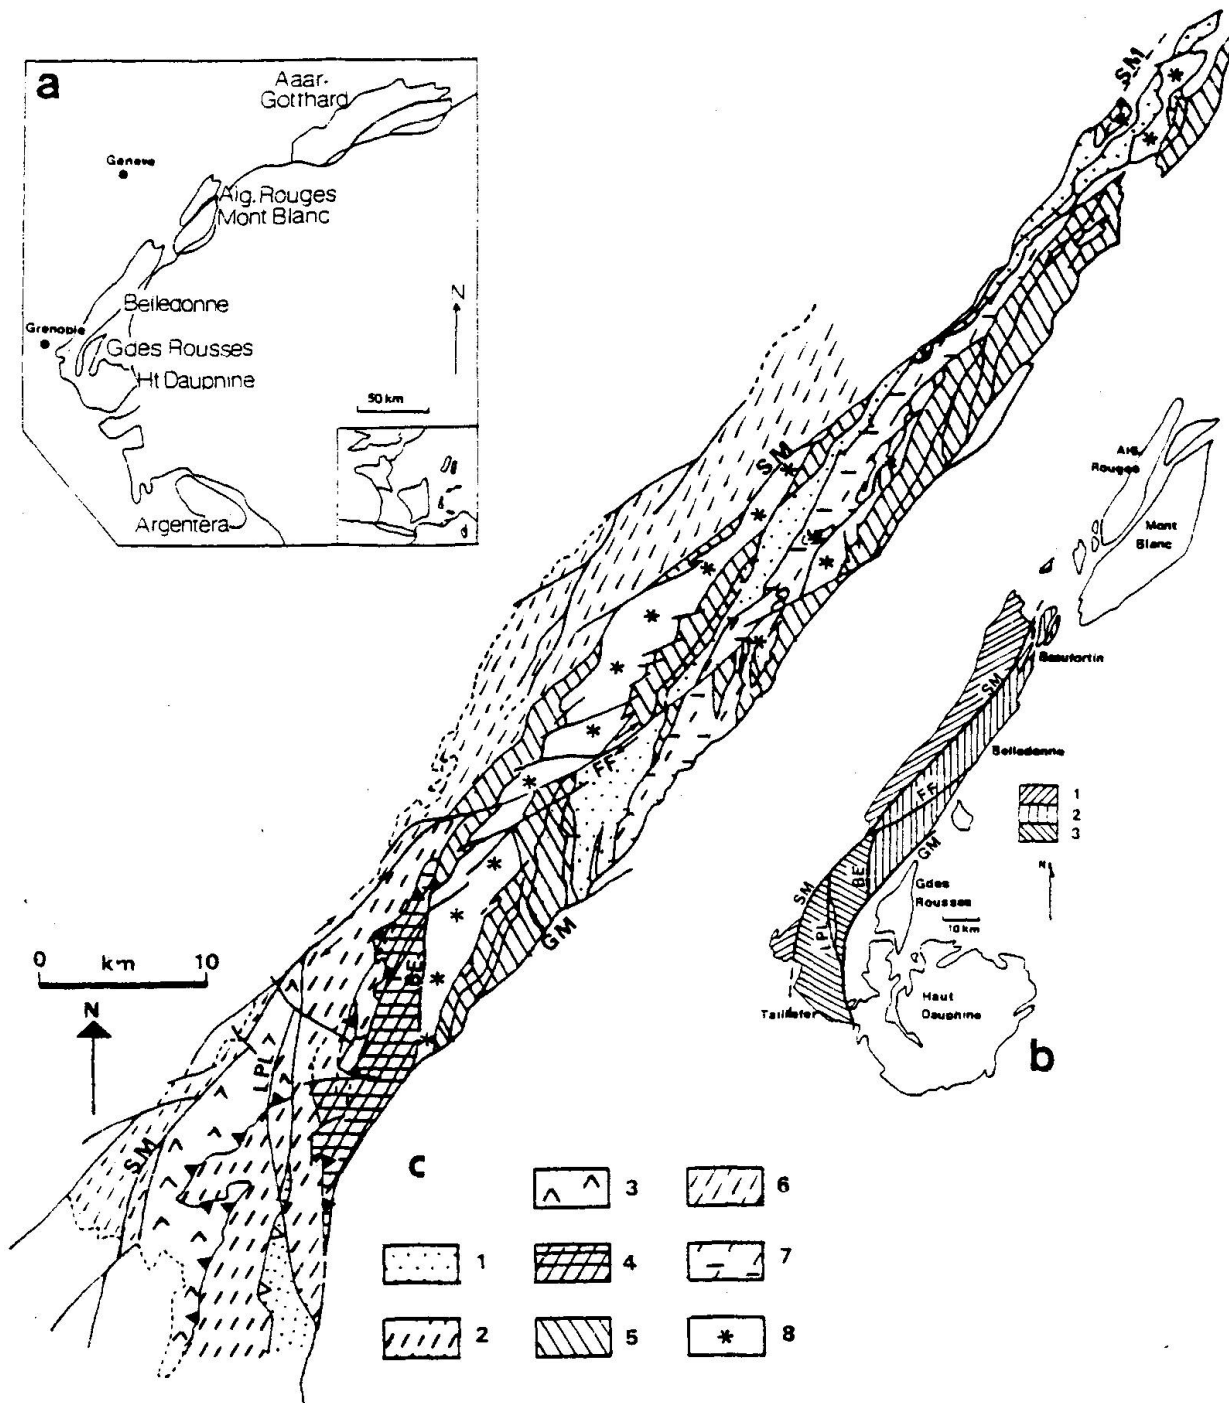 a
Aaar-
Gotthard
Geneve
Aig. Rouges
Mont Blanc
Belledonne
Grenoble
Gdes Rousses
Ht Dauphine
Argentera
N
50 km
SM
SM
FF
GM
BE
LPL
SM
0 km 10
N
Aig.
Rouges
Mont
Blanc
Beaufortin
SM
Belledonne
FF
1
2
3
GM
N
SM
BE
LPL
Gdes
Rousses
10 km
Taillefer
Haut
Dauphine
b
c
3
6
1
4
7
2
5
8